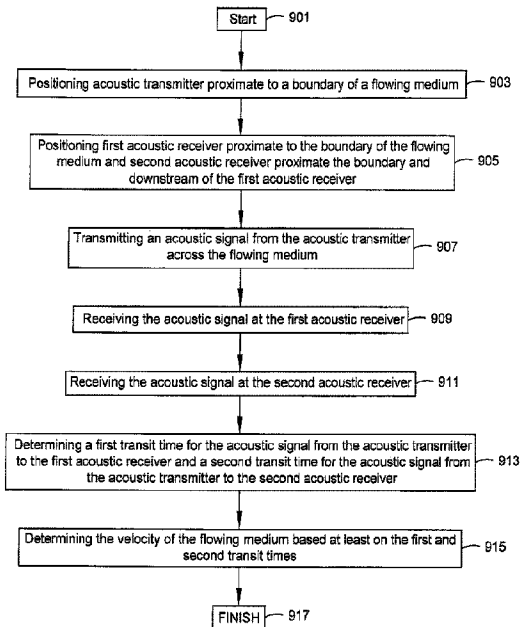 Start
901
Positioning acoustic transmitter proximate to a boundary of a flowing medium
903
Positioning first acoustic receiver proximate to the boundary of the flowing
medium and second acoustic receiver proximate the boundary and
downstream of the first acoustic receiver
905
Transmitting an acoustic signal from the acoustic transmitter
across the flowing medium
907
Receiving the acoustic signal at the first acoustic receiver
909
Receiving the acoustic signal at the second acoustic receiver
911
Determining a first transit time for the acoustic signal from the acoustic transmitter
to the first acoustic receiver and a second transit time for the acoustic signal from
the acoustic transmitter to the second acoustic receiver
913
Determining the velocity of the flowing medium based at least on the first and
second transit times
915
FINISH
917